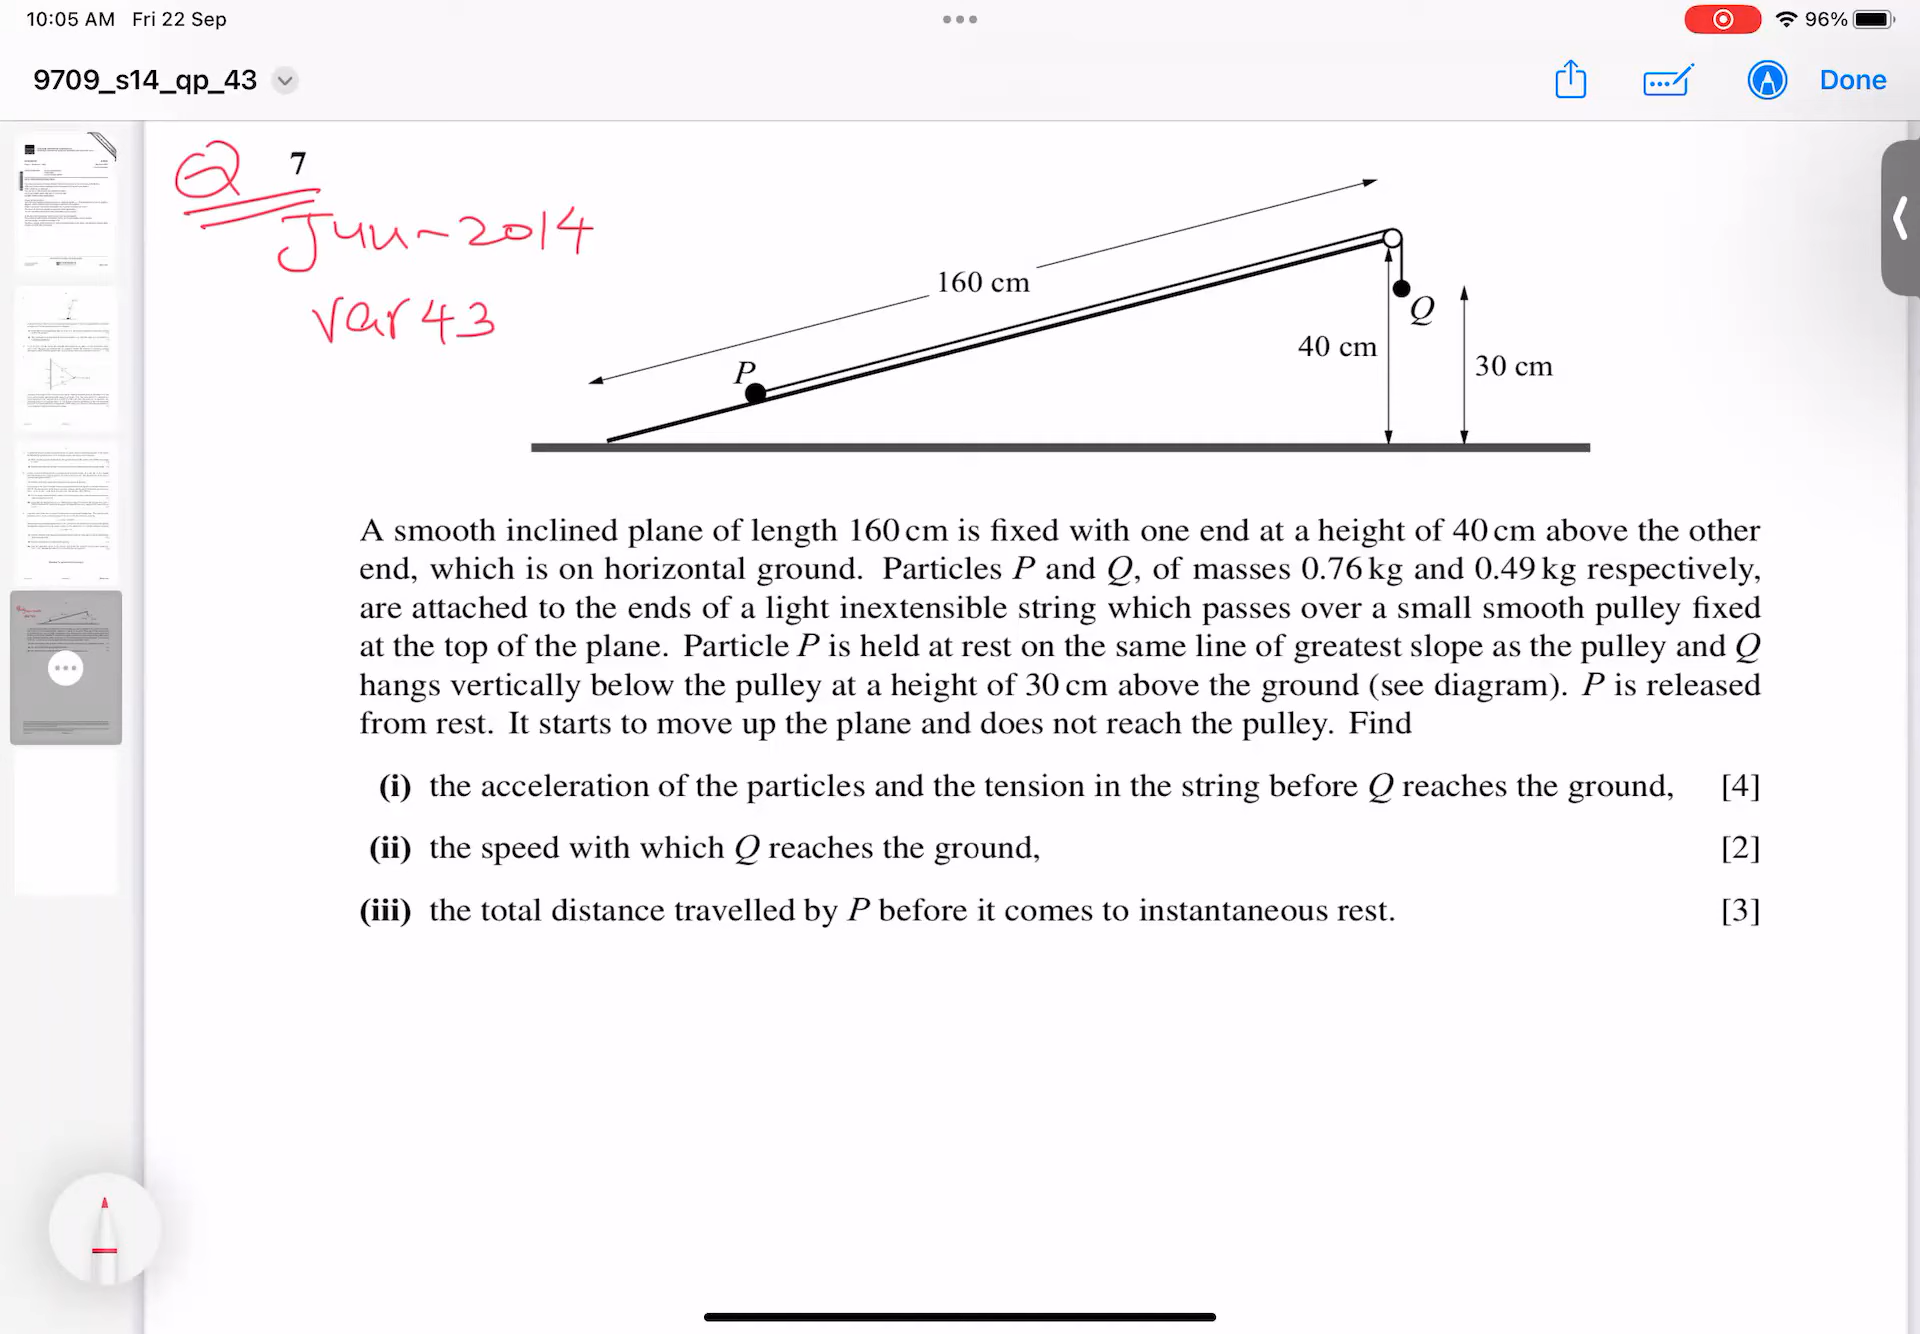 10:05 AM Fri 22 Sep
96%
9709_s14_qp_43
Done
Q 7
Jun-2014
var 43
160 cm
P
Q
40 cm
30 cm
A smooth inclined plane of length 160 cm is fixed with one end at a height of 40 cm above the other
end, which is on horizontal ground. Particles P and Q, of masses 0.76 kg and 0.49 kg respectively,
are attached to the ends of a light inextensible string which passes over a small smooth pulley fixed
at the top of the plane. Particle P is held at rest on the same line of greatest slope as the pulley and Q
hangs vertically below the pulley at a height of 30 cm above the ground (see diagram). P is released
from rest. It starts to move up the plane and does not reach the pulley. Find
(i) the acceleration of the particles and the tension in the string before Q reaches the ground, [4]
(ii) the speed with which Q reaches the ground, [2]
(iii) the total distance travelled by P before it comes to instantaneous rest. [3]